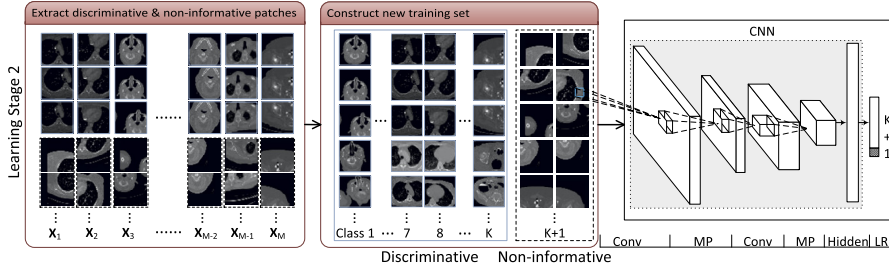 Extract discriminative & non-informative patches
Construct new training set
CNN
Learning Stage 2
K
+
1
X1 X2 X3 ...... XM-2 XM-1 XM
Class 1 ... 7 8 ... K K+1
Discriminative Non-informative
Conv MP Conv MP Hidden LR